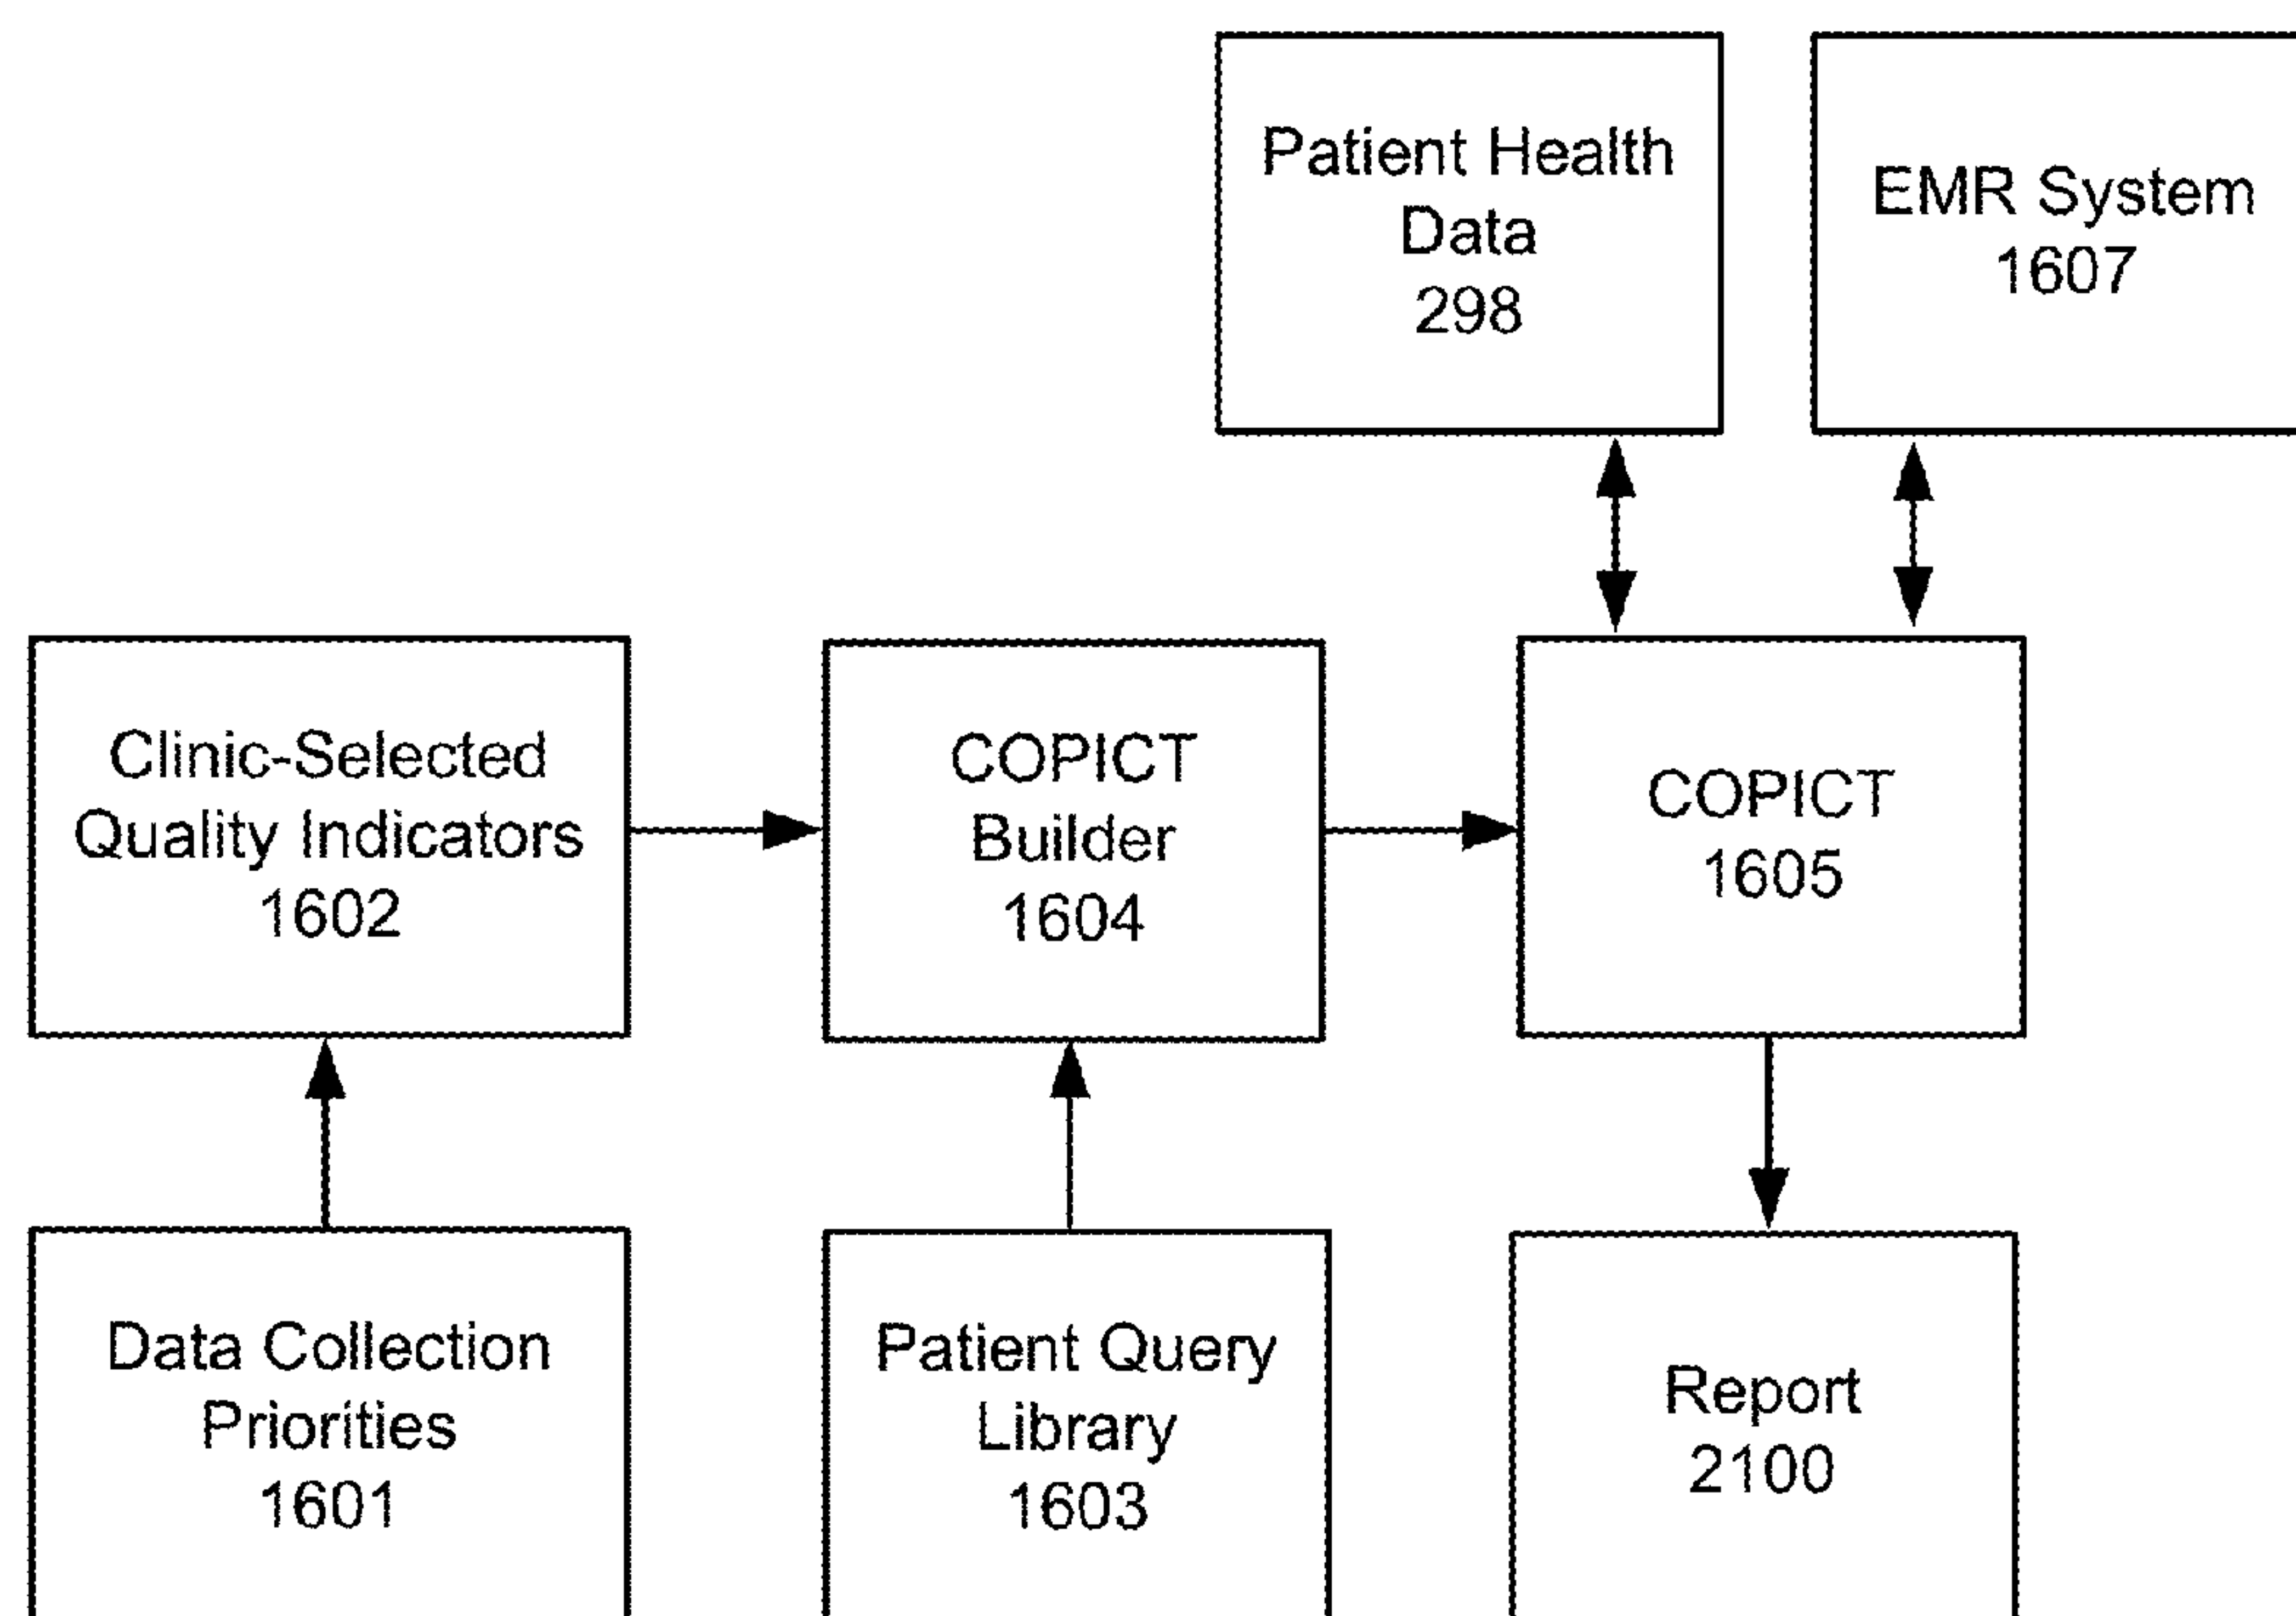 Patient Health
Data
298
EMR System
1607
Clinic-Selected
Quality Indicators
1602
COPICT
Builder
1604
COPICT
1605
Data Collection
Priorities
1601
Patient Query
Library
1603
Report
2100